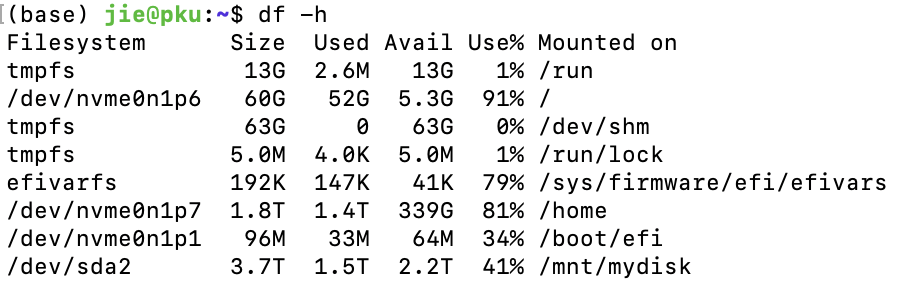 [(base) jie@pku:~$ df -h
Filesystem      Size  Used Avail Use% Mounted on
tmpfs            13G  2.6M   13G   1% /run
/dev/nvme0n1p6   60G   52G  5.3G  91% /
tmpfs            63G     0   63G   0% /dev/shm
tmpfs           5.0M  4.0K  5.0M   1% /run/lock
efivarfs        192K  147K   41K  79% /sys/firmware/efi/efivars
/dev/nvme0n1p7  1.8T  1.4T  339G  81% /home
/dev/nvme0n1p1   96M   33M   64M  34% /boot/efi
/dev/sda2       3.7T  1.5T  2.2T  41% /mnt/mydisk